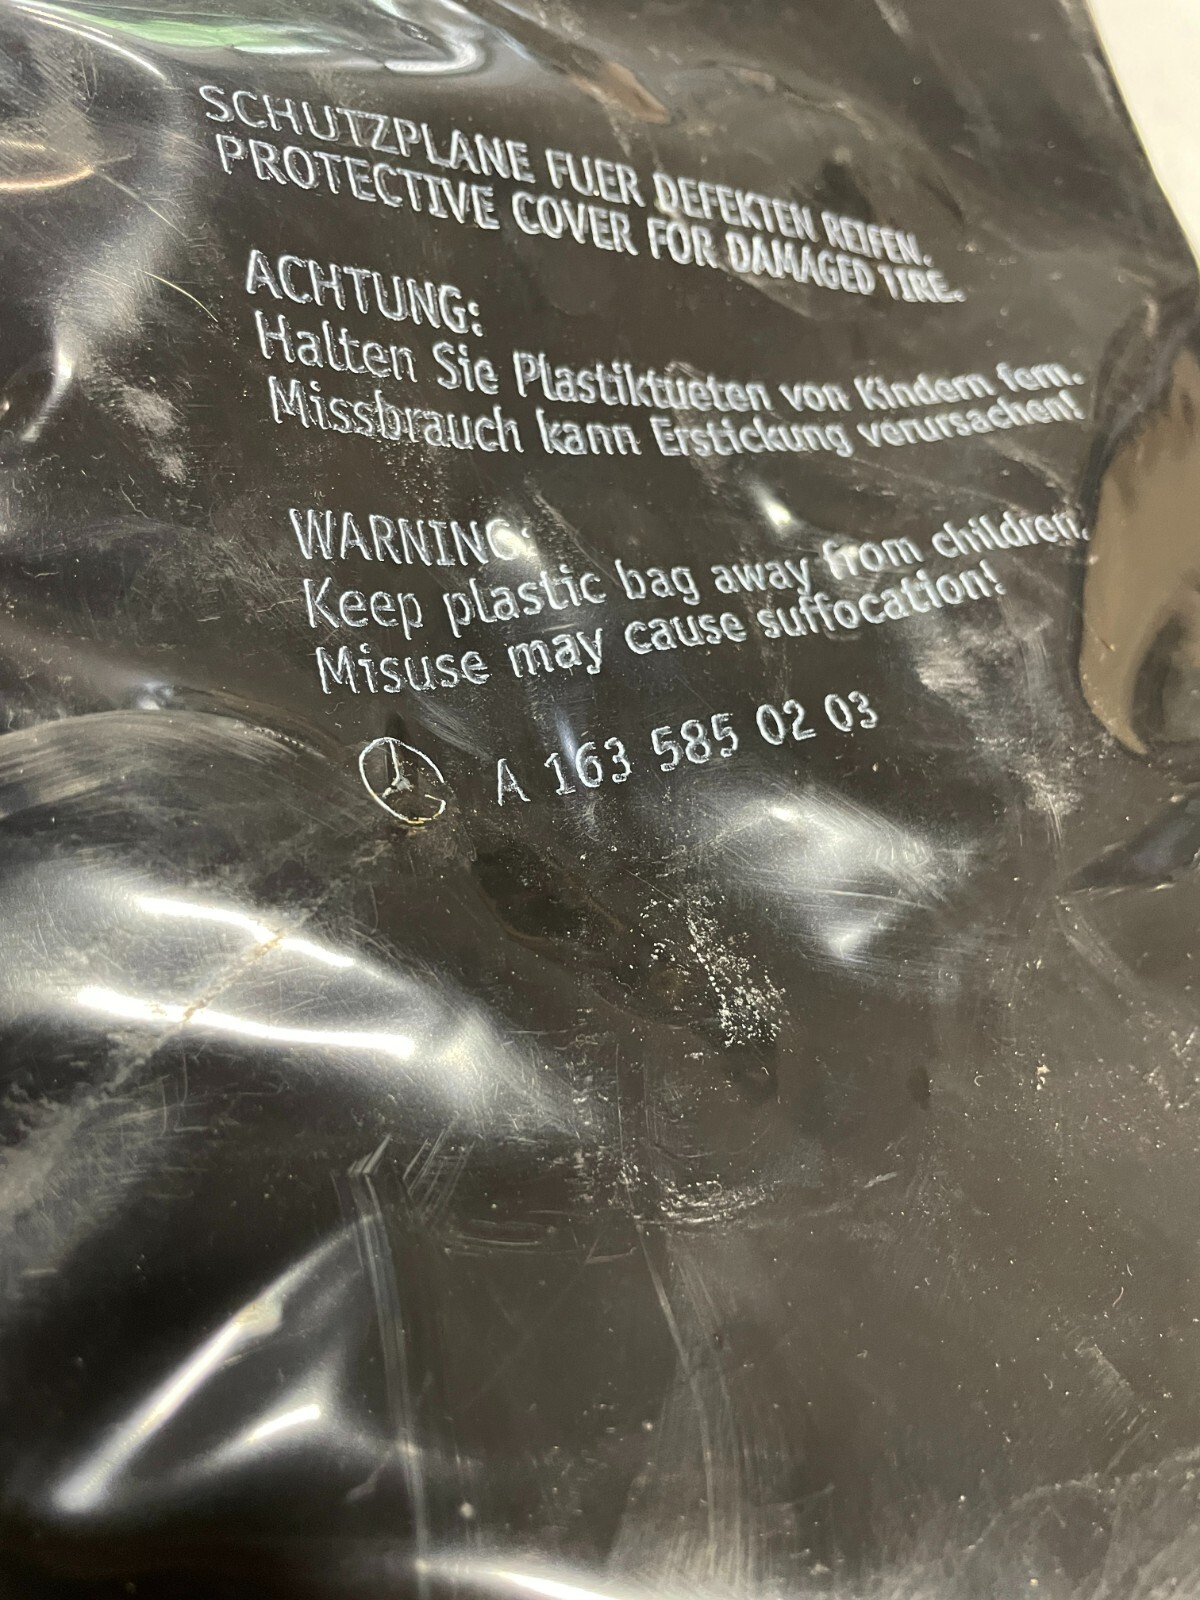 SCHUTZPLANE FUER DEFEKTEN REIFEN.
PROTECTIVE COVER FOR DAMAGED TIRE.
ACHTUNG:
Halten Sie Plastiktueten von Kindern fern.
Missbrauch kann Erstickung verursachen!
WARNING:
Keep plastic bag away from children.
Misuse may cause suffocation!
A 163 585 02 03